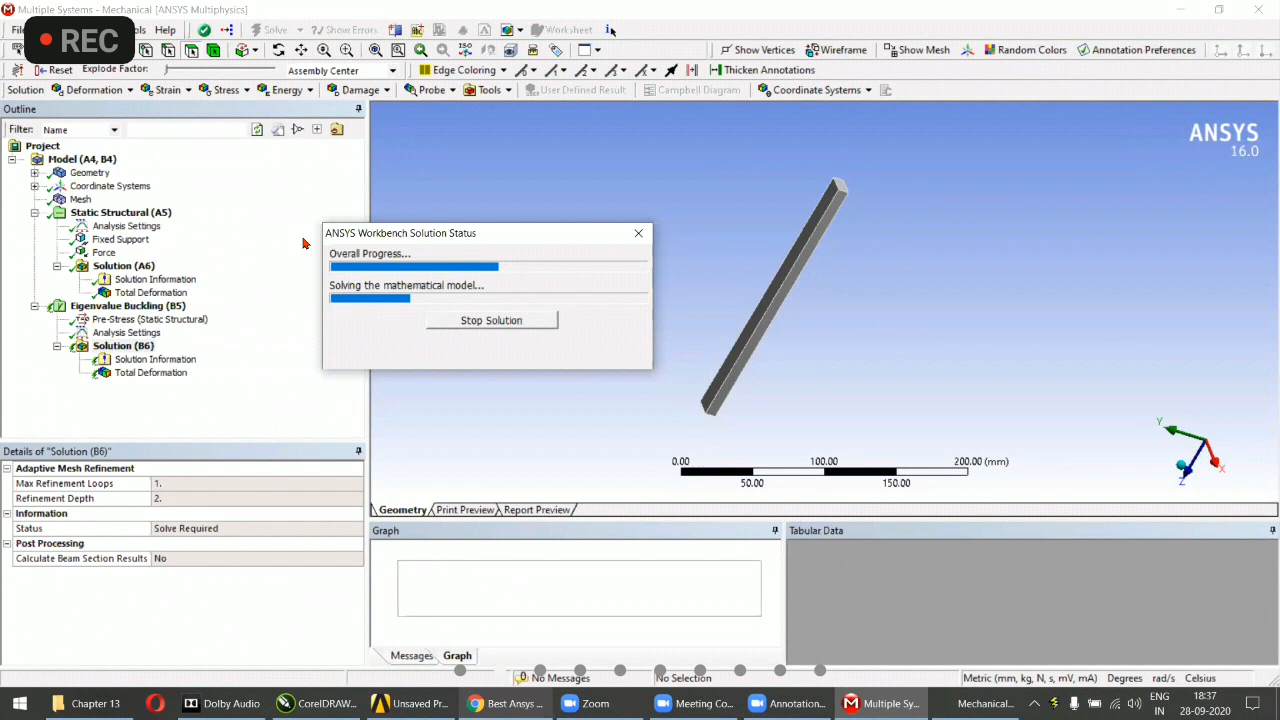 Multiple Systems - Mechanical [ANSYS Multiphysics]
REC
Help
Solve
?/Show Errors
Worksheet
Show Vertices
Wireframe
Show Mesh
Random Colors
Annotation Preferences
Reset
Explode Factor:
Assembly Center
Edge Coloring
Thicken Annotations
Solution
Deformation
Strain
Stress
Energy
Damage
Probe
Tools
User Defined Result
Campbell Diagram
Coordinate Systems
Outline
Filter: Name
Project
Model (A4, B4)
Geometry
Coordinate Systems
Mesh
Static Structural (A5)
Analysis Settings
Fixed Support
Force
Solution (A6)
Solution Information
Total Deformation
Eigenvalue Buckling (B5)
Pre-Stress (Static Structural)
Analysis Settings
Solution (B6)
Solution Information
Total Deformation
ANSYS Workbench Solution Status
Overall Progress...
Solving the mathematical model...
Stop Solution
ANSYS
16.0
0.00 100.00 200.00 (mm)
50.00 150.00
Y
X
Z
Geometry Print Preview Report Preview
Details of "Solution (B6)"
Adaptive Mesh Refinement
Max Refinement Loops 1.
Refinement Depth 2.
Information
Status Solve Required
Post Processing
Calculate Beam Section Results No
Graph
Tabular Data
Messages Graph
No Messages
No Selection
Metric (mm, kg, N, s, mV, mA) Degrees rad/s Celsius
Chapter 13
Dolby Audio
CorelDRAW...
Unsaved Pr...
Best Ansys ...
Zoom
Meeting Co...
Annotation...
Multiple Sy...
Mechanical...
ENG
IN
18:37
28-09-2020